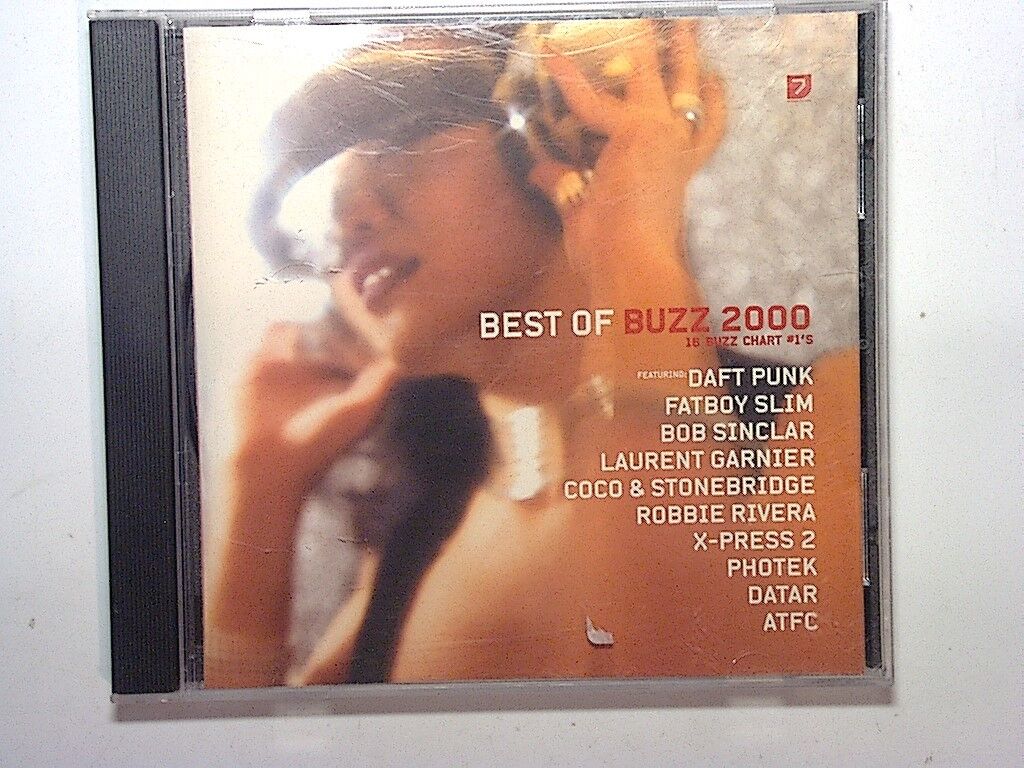 BEST OF BUZZ 2000
16 BUZZ CHART #1'S
FEATURING: DAFT PUNK
FATBOY SLIM
BOB SINCLAR
LAURENT GARNIER
COCO & STONEBRIDGE
ROBBIE RIVERA
X-PRESS 2
PHOTEK
DATAR
ATFC